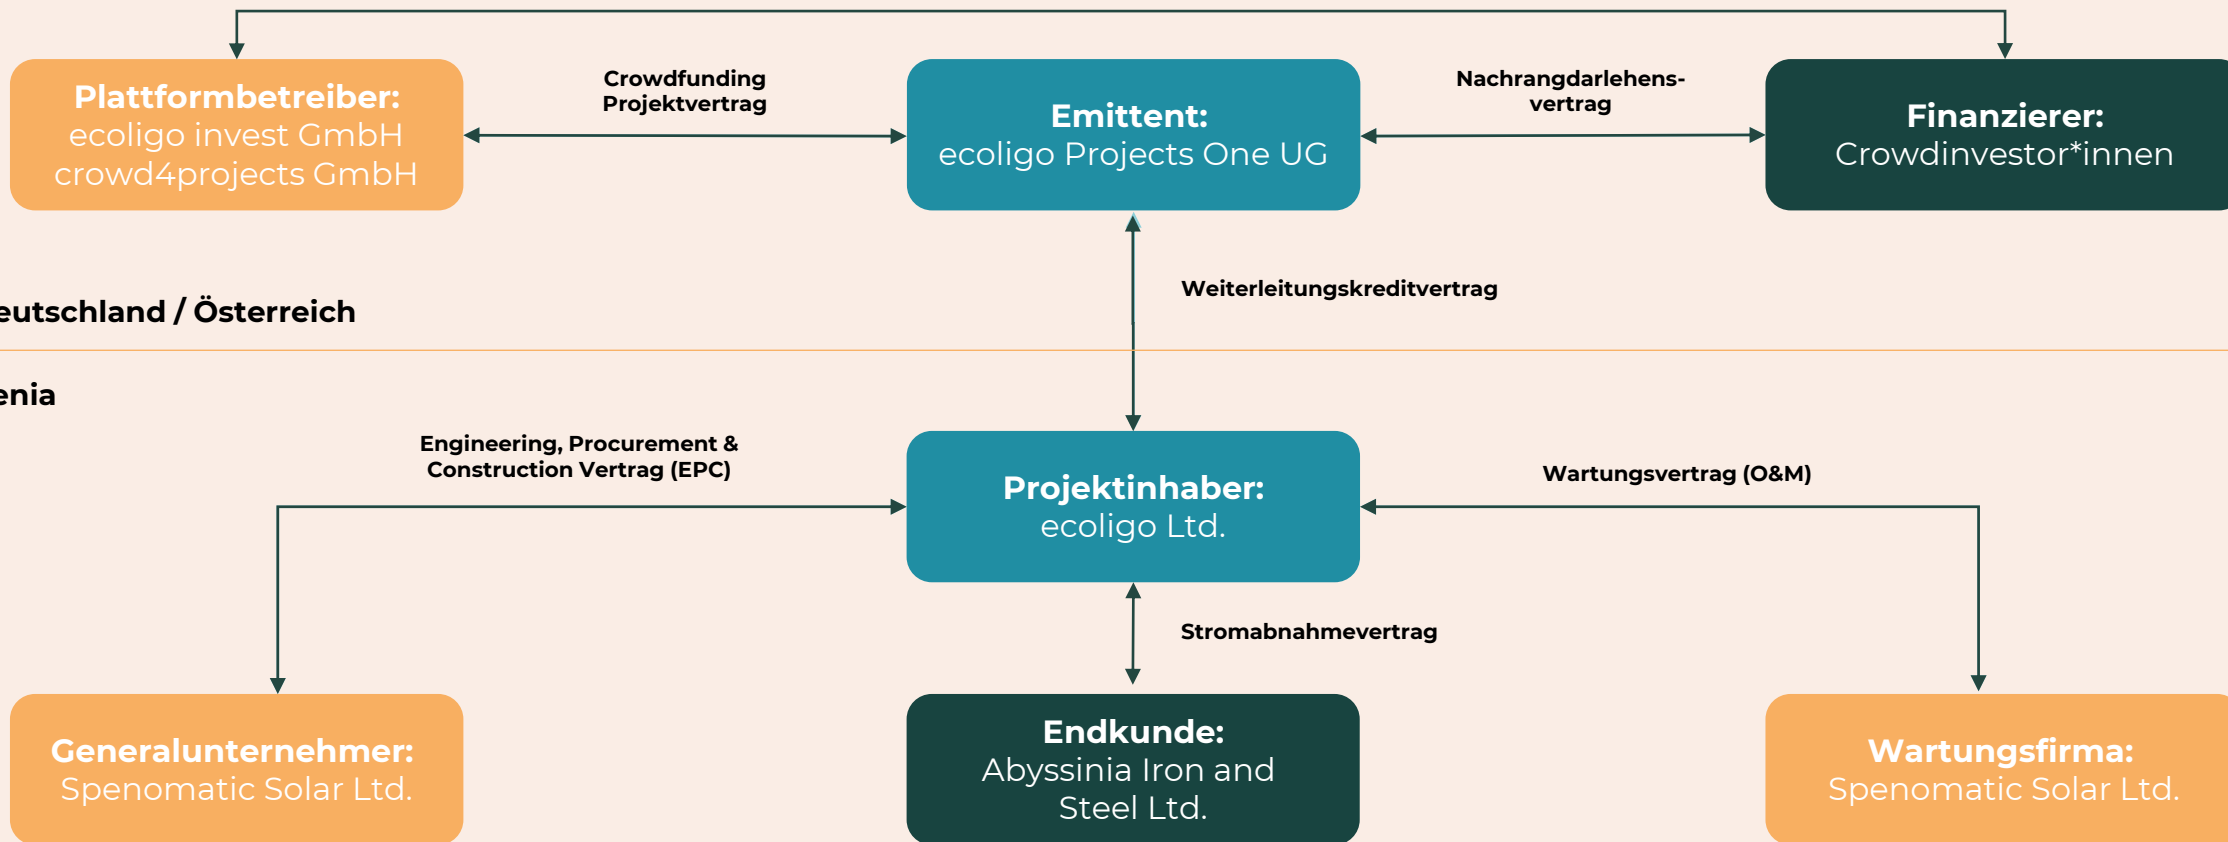 Plattformbetreiber:
ecoligo invest GmbH
crowd4projects GmbH
Crowdfunding
Projektvertrag
Emittent:
ecoligo Projects One UG
Nachrangdarlehens-
vertrag
Finanzierer:
Crowdinvestor*innen
Weiterleitungskreditvertrag
eutschland / Österreich
enia
Engineering, Procurement &
Construction Vertrag (EPC)
Projektinhaber:
ecoligo Ltd.
Wartungsvertrag (O&M)
Stromabnahmevertrag
Generalunternehmer:
Spenomatic Solar Ltd.
Endkunde:
Abyssinia Iron and
Steel Ltd.
Wartungsfirma:
Spenomatic Solar Ltd.